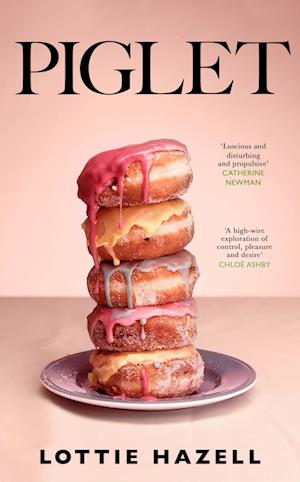 PIGLET
'Luscious and
disturbing
and propulsive'
CATHERINE
NEWMAN
'A high-wire
exploration of
control, pleasure
and desire'
CHLOË ASHBY
LOTTIE HAZELL